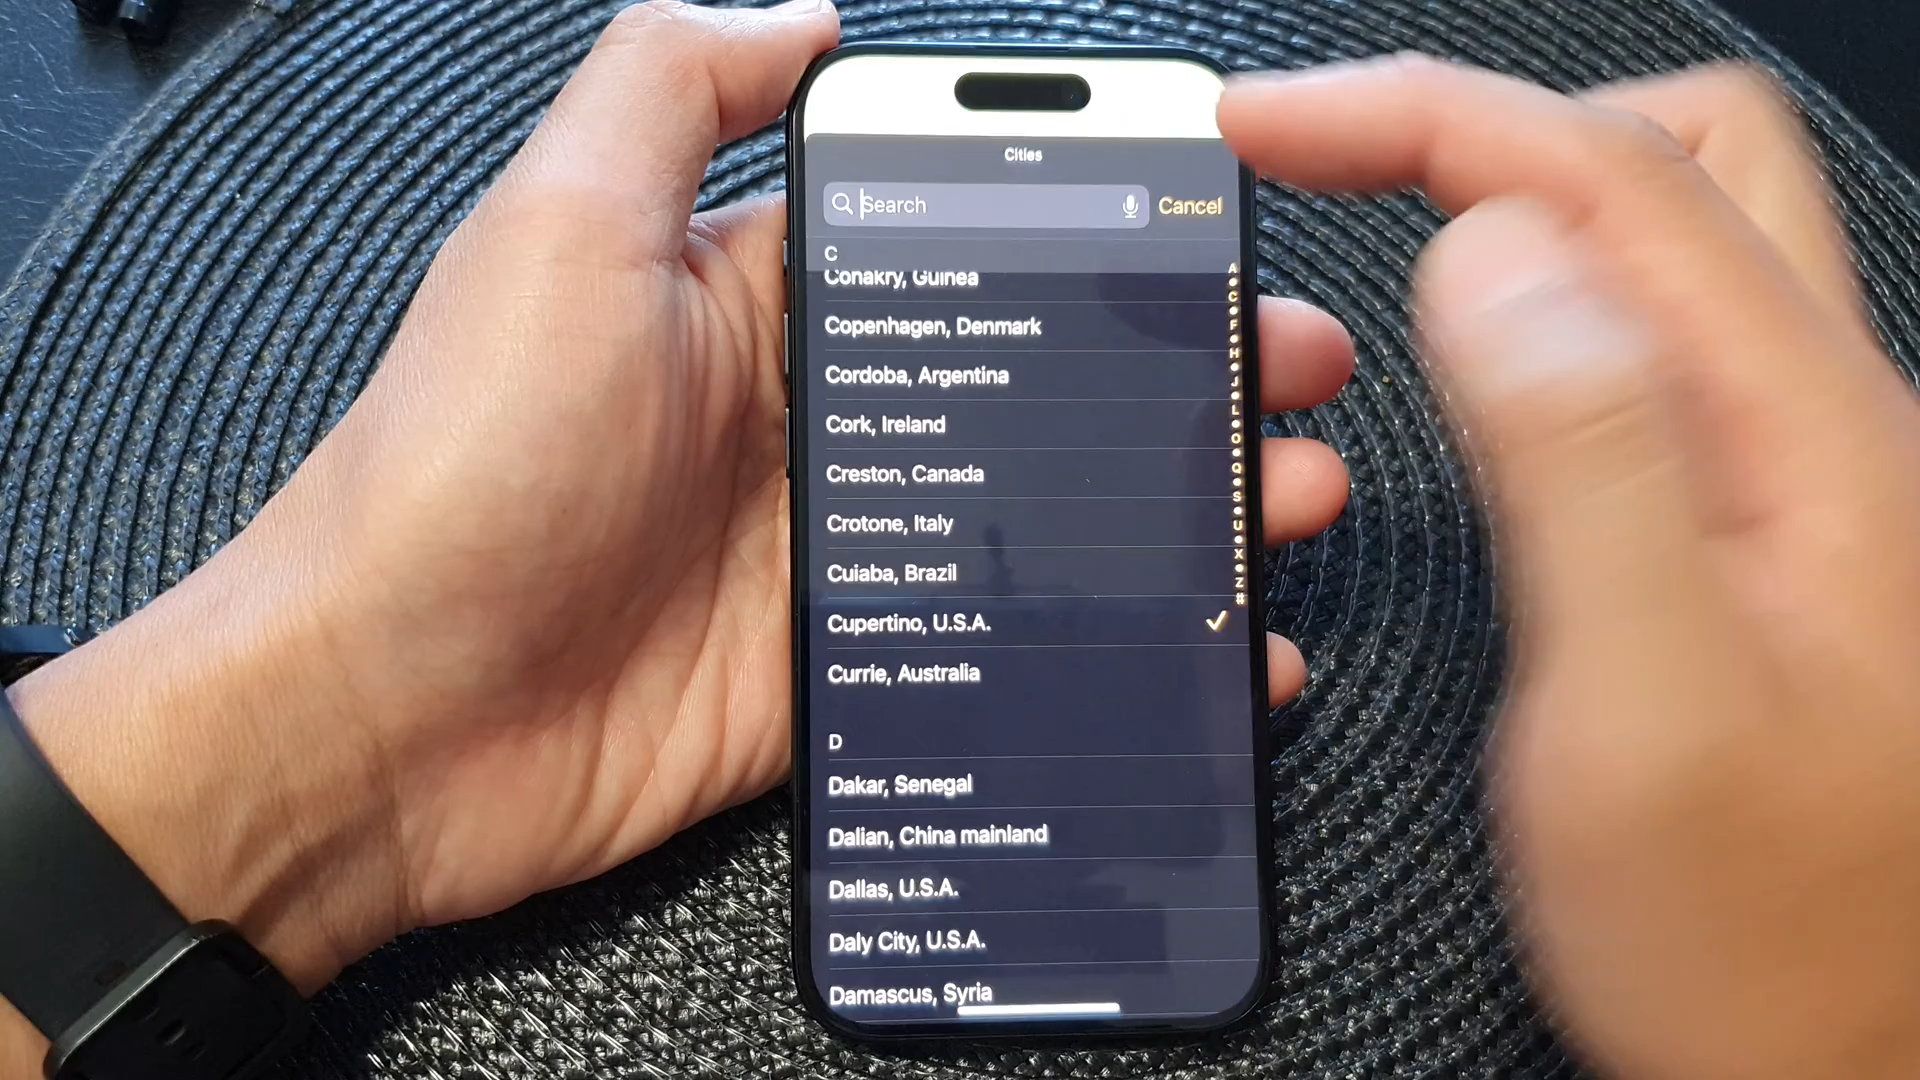 Cities
Search
Cancel
C
Conakry, Guinea
Copenhagen, Denmark
Cordoba, Argentina
Cork, Ireland
Creston, Canada
Crotone, Italy
Cuiaba, Brazil
Cupertino, U.S.A.
Currie, Australia
D
Dakar, Senegal
Dalian, China mainland
Dallas, U.S.A.
Daly City, U.S.A.
Damascus, Syria
A
C
F
H
J
L
O
Q
S
U
X
Z
#